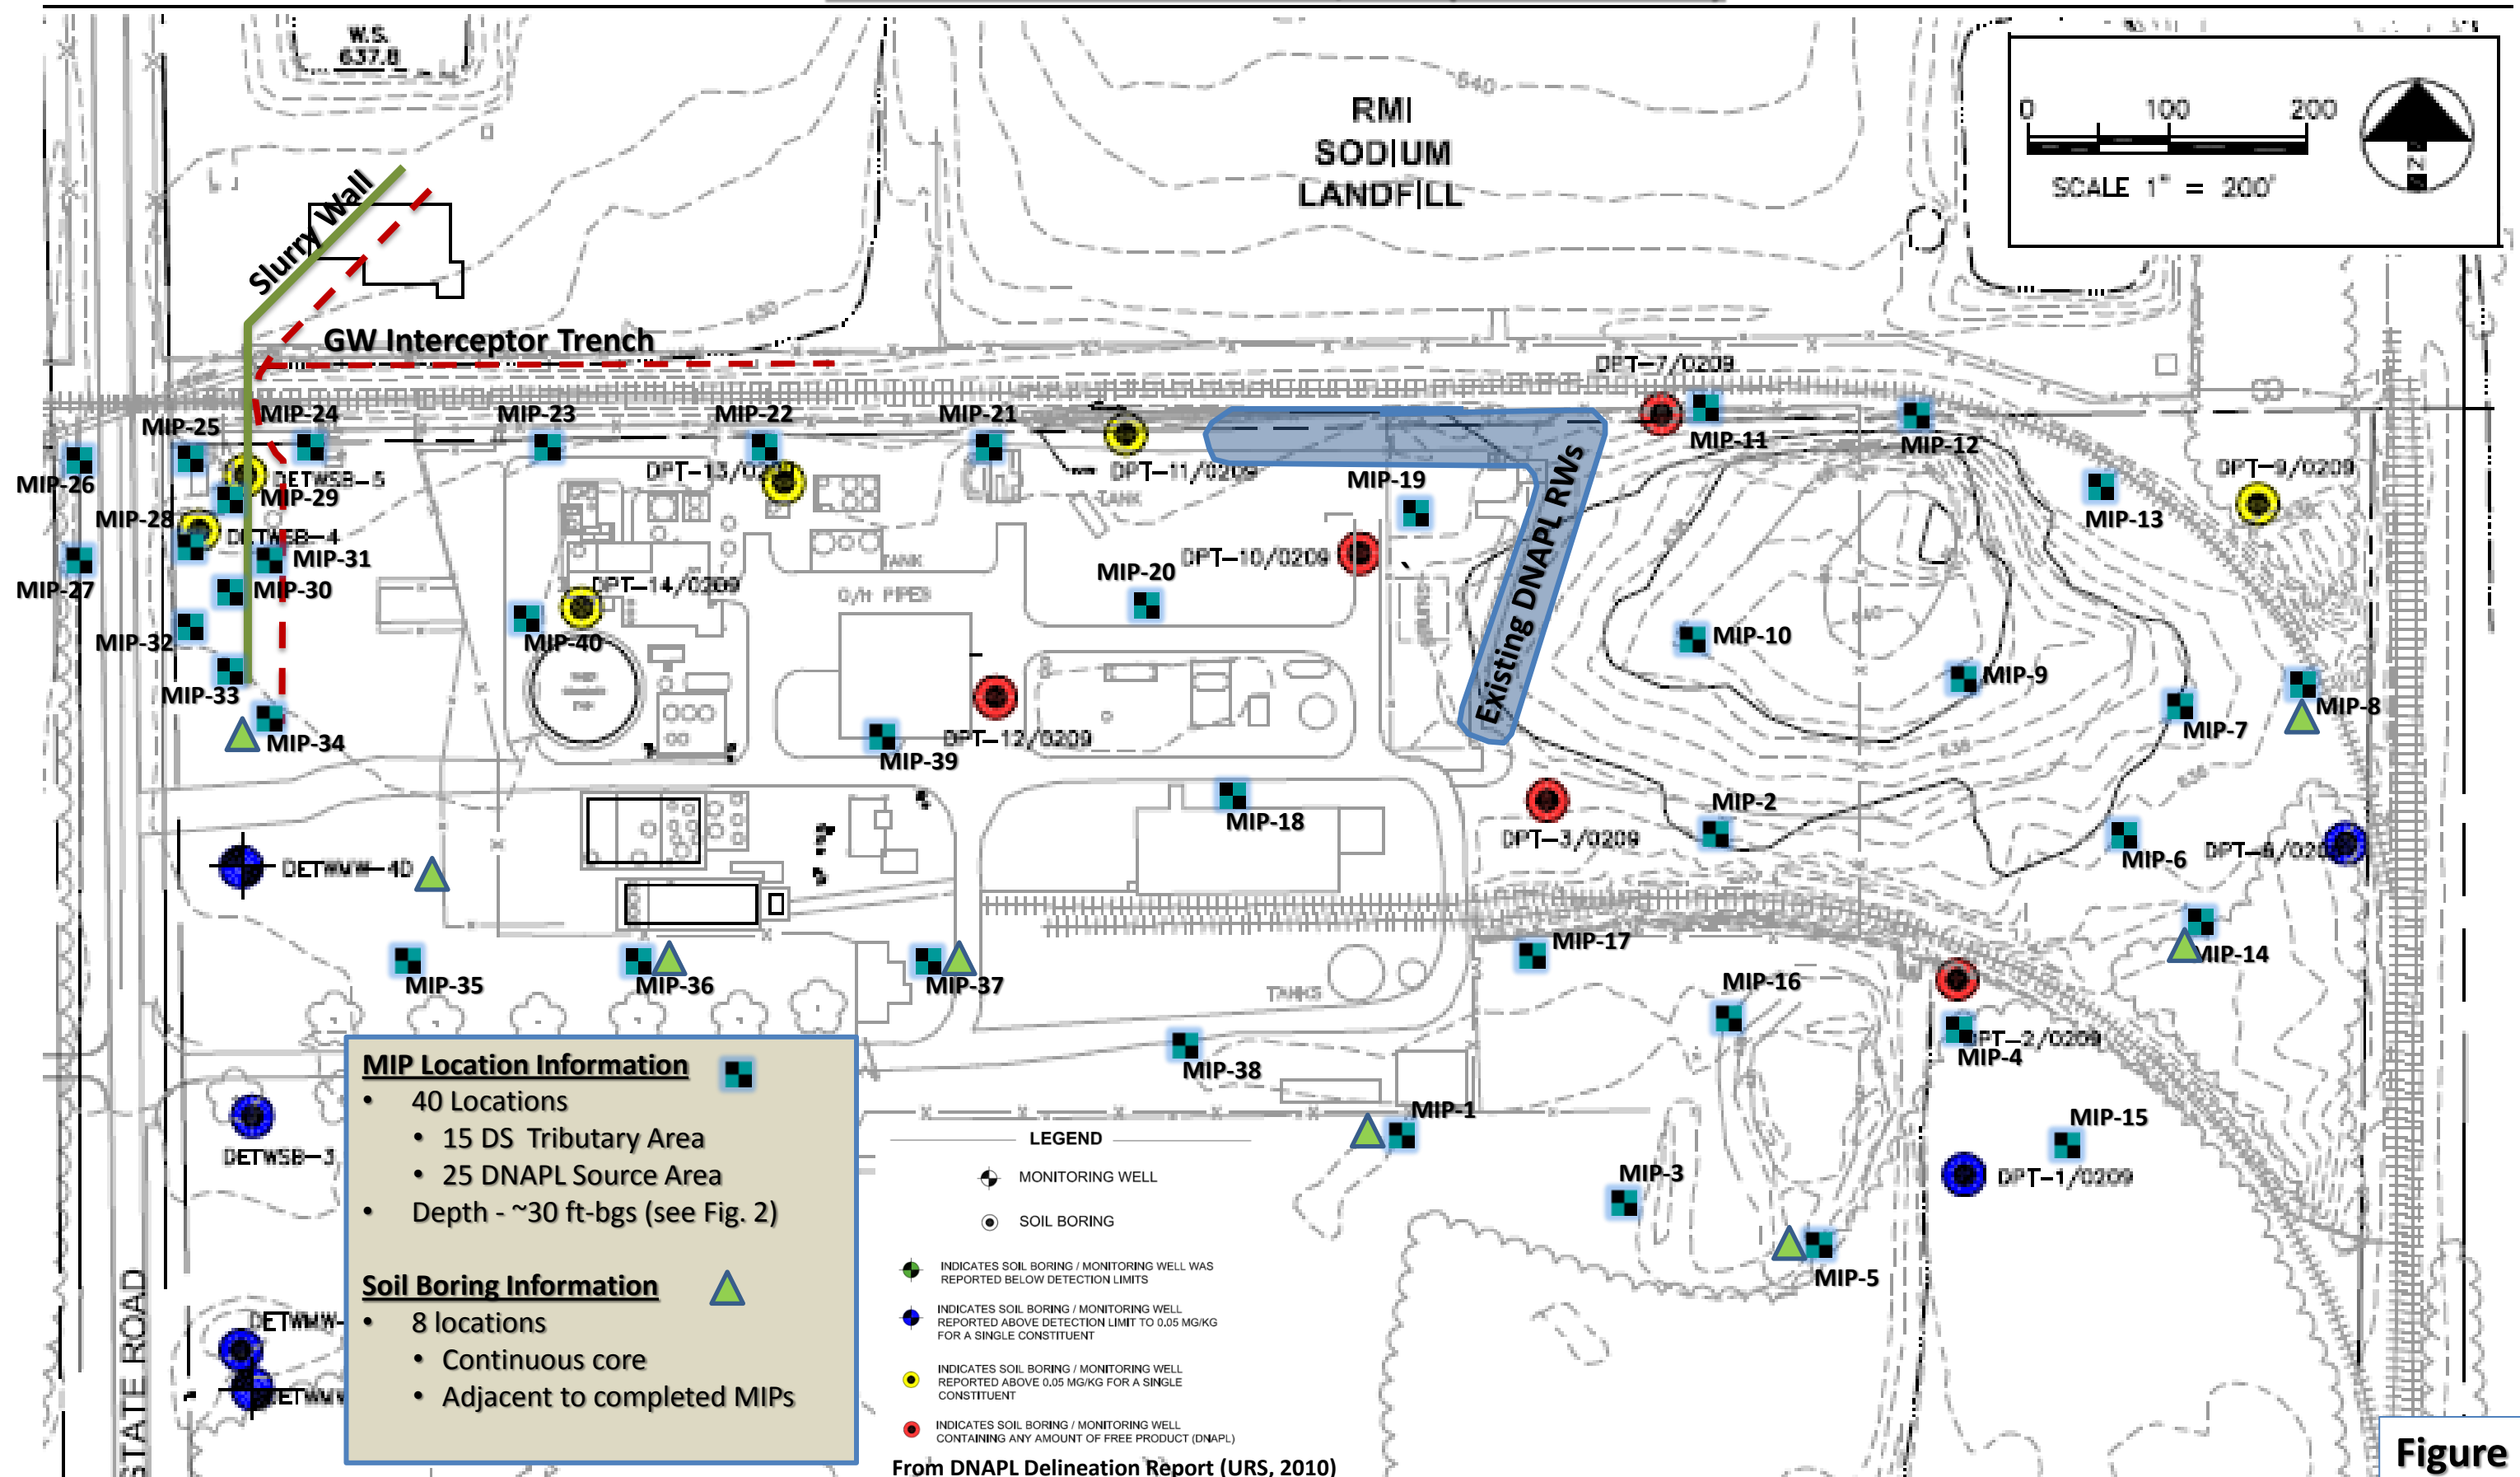 W.S.
637.8
RMI
SODIUM
LANDFILL
640
0 100 200
SCALE 1" = 200'
Slurry Wall
630
GW Interceptor Trench
DPT-7/0209
MIP-25
MIP-24
MIP-23
MIP-22
MIP-21
MIP-11
MIP-12
MIP-26
DETWSB-5
DPT-13/0209
DPT-11/0209
TANK
MIP-19
DPT-9/0209
MIP-29
MIP-13
MIP-28
DETWSB-4
MIP-31
TANK
DPT-10/0209
MIP-27
MIP-30
DPT-14/0209
O/H PIPES
MIP-20
Existing DNAPL RWs
640
MIP-32
MIP-40
MIP-10
MIP-9
MIP-33
MIP-8
MIP-34
MIP-39
DPT-12/0209
MIP-7
636
MIP-18
MIP-2
DPT-3/0209
MIP-6
DETWMW-4D
MIP-17
MIP-14
MIP-35
MIP-36
MIP-37
TANKS
MIP-16
DPT-2/0209
MIP-4
MIP-38
MIP-1
MIP-15
DETWSB-3
MIP-3
DPT-1/0209
MIP-5
STATE ROAD
DETWMW-
MIP Location Information
• 40 Locations
• 15 DS Tributary Area
• 25 DNAPL Source Area
• Depth - ~30 ft-bgs (see Fig. 2)
Soil Boring Information
• 8 locations
• Continuous core
• Adjacent to completed MIPs
LEGEND
MONITORING WELL
SOIL BORING
INDICATES SOIL BORING / MONITORING WELL WAS
REPORTED BELOW DETECTION LIMITS
INDICATES SOIL BORING / MONITORING WELL
REPORTED ABOVE DETECTION LIMIT TO 0.05 MG/KG
FOR A SINGLE CONSTITUENT
INDICATES SOIL BORING / MONITORING WELL
REPORTED ABOVE 0.05 MG/KG FOR A SINGLE
CONSTITUENT
INDICATES SOIL BORING / MONITORING WELL
CONTAINING ANY AMOUNT OF FREE PRODUCT (DNAPL)
From DNAPL Delineation Report (URS, 2010)
Figure